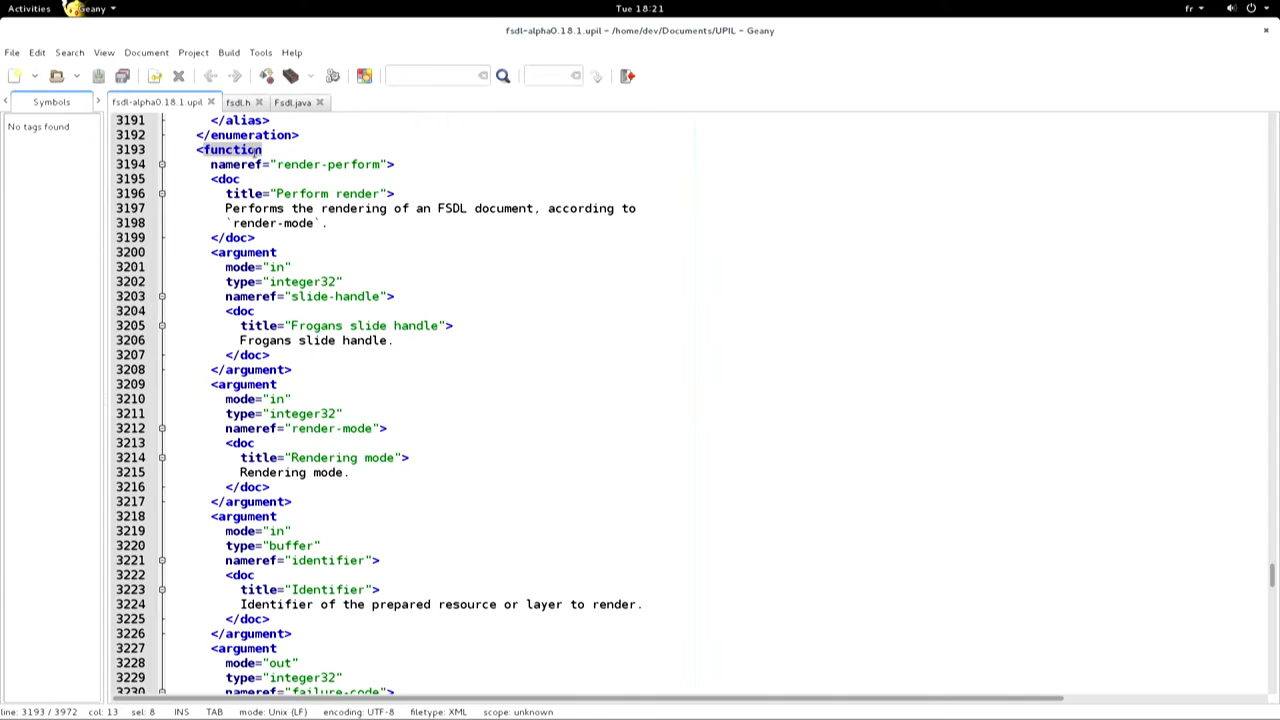 Activities Geany Tue 18:21 fr
fsdl-alpha0.18.1.upil - /home/dev/Documents/UPIL - Geany
File Edit Search View Document Project Build Tools Help
Symbols fsdl-alpha0.18.1.upil fsdl.h Fsdl.java
No tags found
3191 </alias>
3192 </enumeration>
3193 <function
3194 nameref="render-perform">
3195 <doc
3196 title="Perform render">
3197 Performs the rendering of an FSDL document, according to
3198 `render-mode`.
3199 </doc>
3200 <argument
3201 mode="in"
3202 type="integer32"
3203 nameref="slide-handle">
3204 <doc
3205 title="Frogans slide handle">
3206 Frogans slide handle.
3207 </doc>
3208 </argument>
3209 <argument
3210 mode="in"
3211 type="integer32"
3212 nameref="render-mode">
3213 <doc
3214 title="Rendering mode">
3215 Rendering mode.
3216 </doc>
3217 </argument>
3218 <argument
3219 mode="in"
3220 type="buffer"
3221 nameref="identifier">
3222 <doc
3223 title="Identifier">
3224 Identifier of the prepared resource or layer to render.
3225 </doc>
3226 </argument>
3227 <argument
3228 mode="out"
3229 type="integer32"
3230 nameref="failure-code">
line: 3193 / 3972 col: 13 sel: 8 INS TAB mode: Unix (LF) encoding: UTF-8 filetype: XML scope: unknown